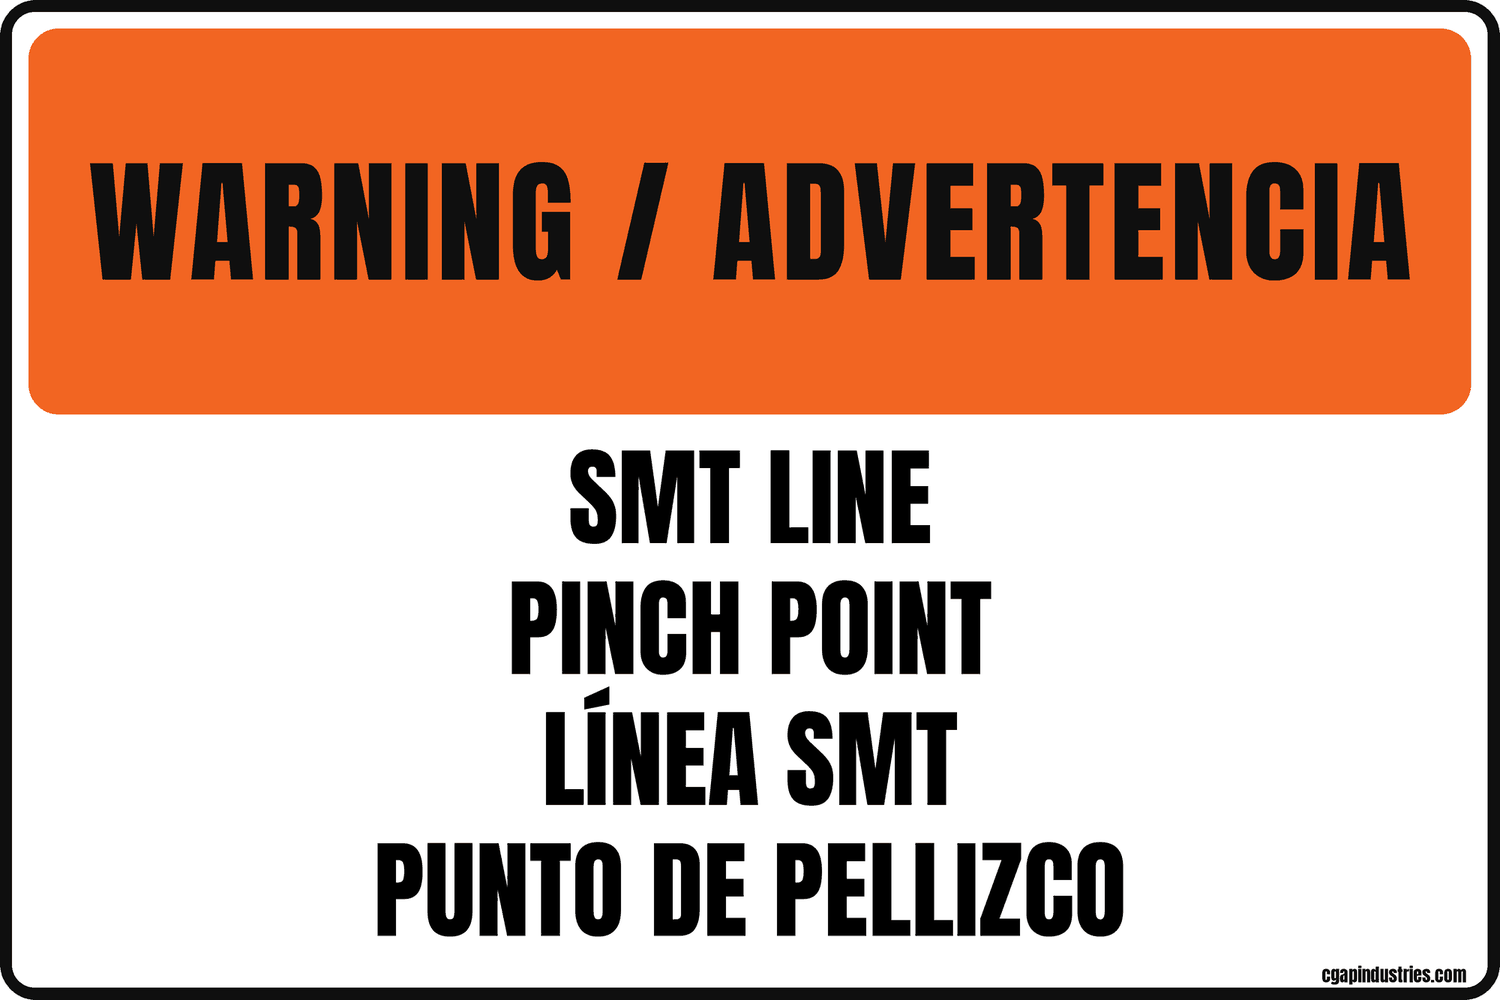 WARNING / ADVERTENCIA
SMT LINE
PINCH POINT
LÍNEA SMT
PUNTO DE PELLIZCO
cgapindustries.com